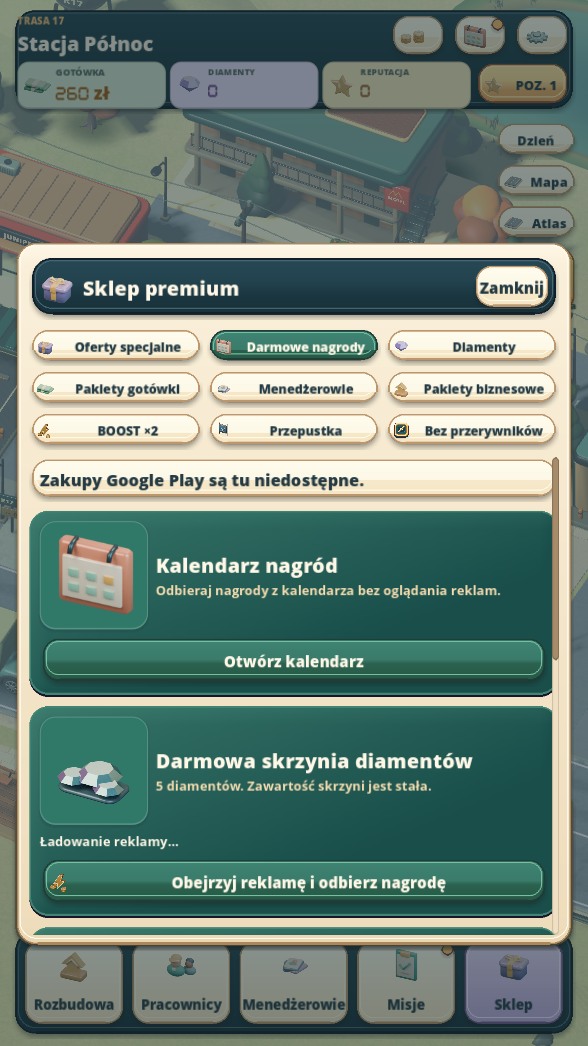 TRASA 17
Stacja Północ
GOTÓWKA
260 zł
DIAMENTY
0
REPUTACJA
0
POZ. 1
Dzień
Mapa
Atlas
Sklep premium
Zamknij
Oferty specjalne
Darmowe nagrody
Diamenty
Pakiety gotówki
Menedżerowie
Pakiety biznesowe
BOOST ×2
Przepustka
Bez przerywników
Zakupy Google Play są tu niedostępne.
Kalendarz nagród
Odbieraj nagrody z kalendarza bez oglądania reklam.
Otwórz kalendarz
Darmowa skrzynia diamentów
5 diamentów. Zawartość skrzyni jest stała.
Ładowanie reklamy...
Obejrzyj reklamę i odbierz nagrodę
Rozbudowa
Pracownicy
Menedżerowie
Misje
Sklep